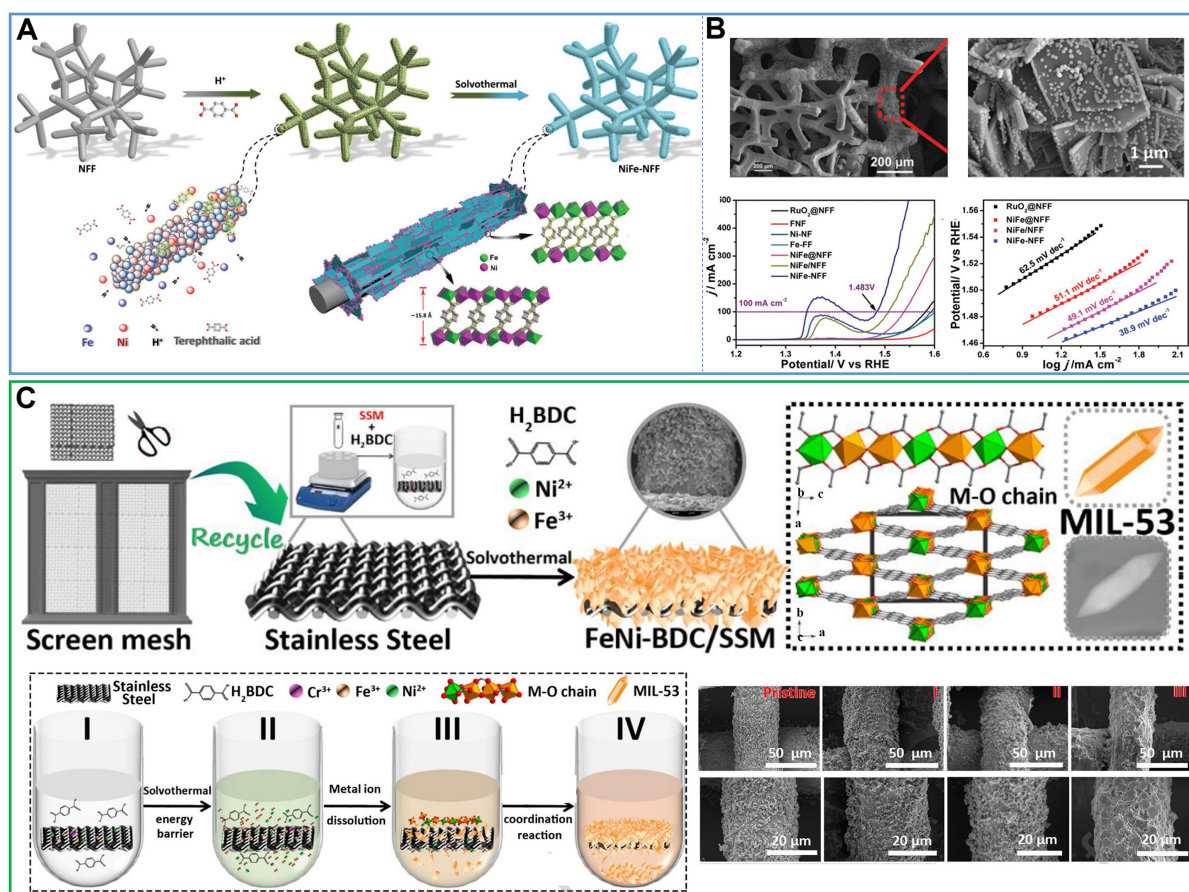 A
NFF
H⁺
Solvothermal
NiFe-NFF
Fe
Ni
H⁺
Terephthalic acid
~15.8 Å
Fe
Ni
B
200 μm
200 μm
1 μm
j / mA cm⁻²
500
400
300
200
100
0
RuO₂@NFF
FNF
Ni-NF
Fe-FF
NiFe@NFF
NiFe/NFF
NiFe-NFF
100 mA cm⁻²
1.483V
1.2
1.3
1.4
1.5
1.6
Potential/ V vs RHE
Potential/ V vs RHE
1.56
1.54
1.52
1.50
1.48
1.46
RuO₂@NFF
NiFe@NFF
NiFe/NFF
NiFe-NFF
62.5 mV dec⁻¹
51.1 mV dec⁻¹
49.1 mV dec⁻¹
38.9 mV dec⁻¹
0.6
0.9
1.2
1.5
1.8
2.1
log j /mA cm⁻²
C
Screen mesh
Recycle
SSM
+
H₂BDC
Stainless Steel
H₂BDC
Ni²⁺
Fe³⁺
Solvothermal
FeNi-BDC/SSM
M-O chain
b
c
a
b
c
a
MIL-53
Stainless
Steel
H₂BDC
Cr³⁺
Fe³⁺
Ni²⁺
M-O chain
MIL-53
I
Solvothermal
energy
barrier
II
Metal ion
dissolution
III
coordination
reaction
IV
Pristine
50 μm
I
50 μm
II
50 μm
III
50 μm
20 μm
20 μm
20 μm
20 μm